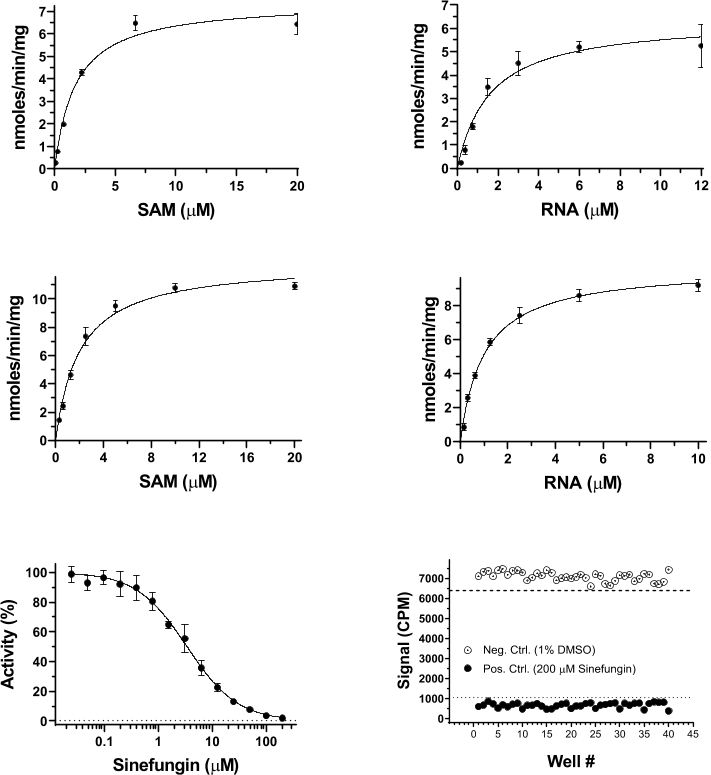 7
6
5
4
3
2
1
0
nmoles/min/mg
0 5 10 15 20
SAM (µM)
7
6
5
4
3
2
1
0
nmoles/min/mg
0 2 4 6 8 10 12
RNA (µM)
10
8
6
4
2
0
nmoles/min/mg
0 4 8 12 16 20
SAM (µM)
8
6
4
2
0
nmoles/min/mg
0 2 4 6 8 10
RNA (µM)
100
80
60
40
20
0
Activity (%)
0.1 1 10 100
Sinefungin (µM)
7000
6000
5000
4000
3000
2000
1000
0
Signal (CPM)
Neg. Ctrl. (1% DMSO)
Pos. Ctrl. (200 µM Sinefungin)
0 5 10 15 20 25 30 35 40 45
Well #